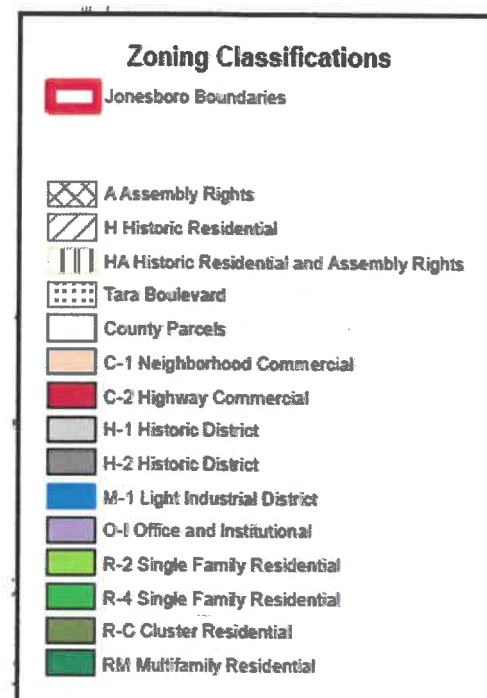 Zoning Classifications
Jonesboro Boundaries
A Assembly Rights
H Historic Residential
HA Historic Residential and Assembly Rights
Tara Boulevard
County Parcels
C-1 Neighborhood Commercial
C-2 Highway Commercial
H-1 Historic District
H-2 Historic District
M-1 Light Industrial District
O-I Office and Institutional
R-2 Single Family Residential
R-4 Single Family Residential
R-C Cluster Residential
RM Multifamily Residential